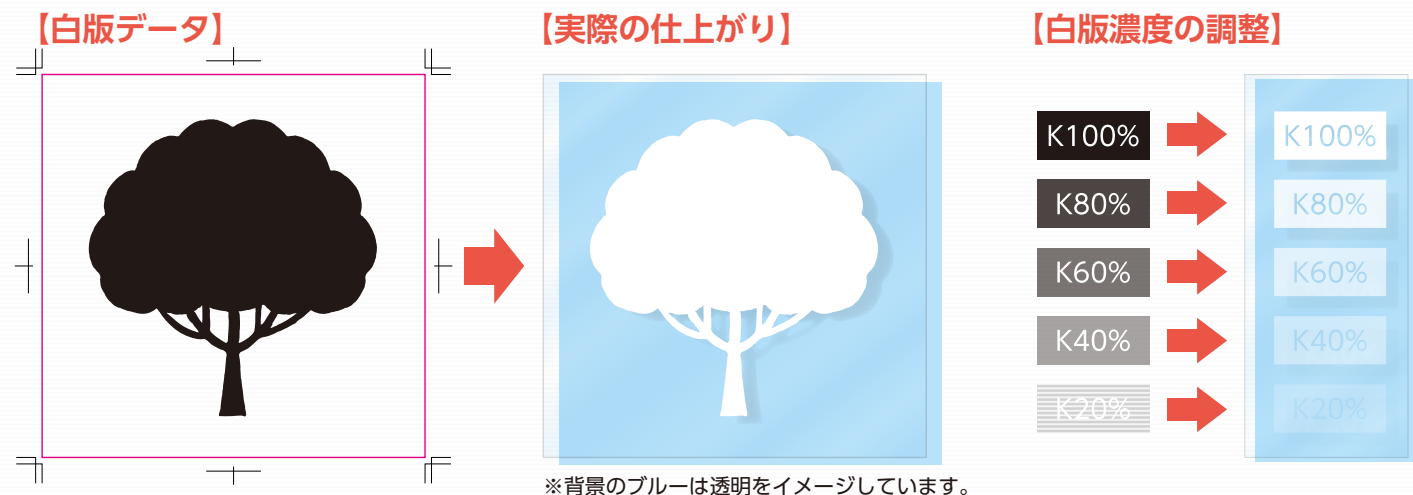 【白版データ】
【実際の仕上がり】
※背景のブルーは透明をイメージしています。
【白版濃度の調整】
K100%
K100%
K80%
K80%
K60%
K60%
K40%
K40%
K20%
K20%